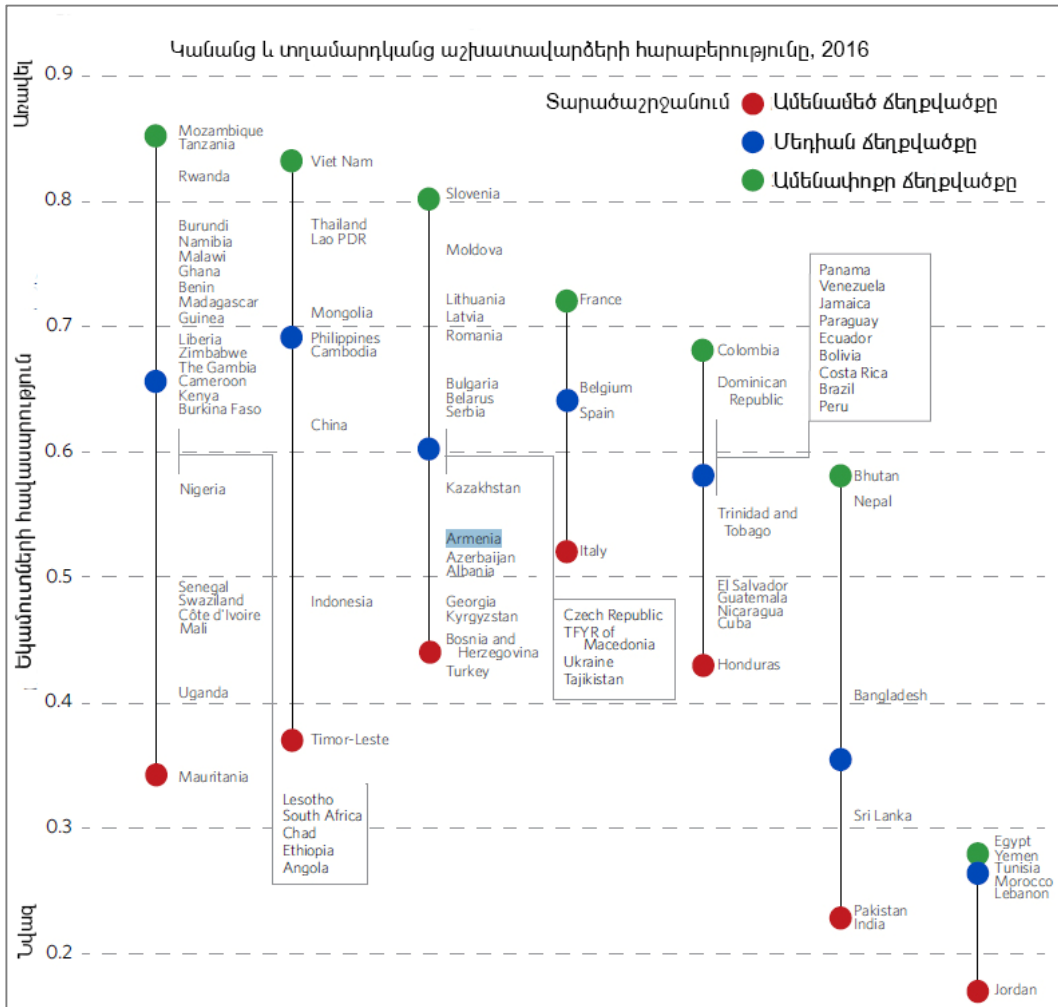 Կանանց և տղամարդկանց աշխատավարձերի հարաբերությունը, 2016
Առավել
Եկամուտների հավասարություն
Նվազ
0.9
0.8
0.7
0.6
0.5
0.4
0.3
0.2
Տարածաշրջանում
Ամենամեծ ճեղքվածքը
Մեդիան ճեղքվածքը
Ամենափոքր ճեղքվածքը
Mozambique
Tanzania
Rwanda
Burundi
Namibia
Malawi
Ghana
Benin
Madagascar
Guinea
Liberia
Zimbabwe
The Gambia
Cameroon
Kenya
Burkina Faso
Nigeria
Senegal
Swaziland
Côte d'Ivoire
Mali
Uganda
Mauritania
Lesotho
South Africa
Chad
Ethiopia
Angola
Viet Nam
Thailand
Lao PDR
Mongolia
Philippines
Cambodia
China
Indonesia
Timor-Leste
Slovenia
Moldova
Lithuania
Latvia
Romania
Bulgaria
Belarus
Serbia
Kazakhstan
Armenia
Azerbaijan
Albania
Georgia
Kyrgyzstan
Bosnia and
Herzegovina
Turkey
Czech Republic
TFYR of
Macedonia
Ukraine
Tajikistan
France
Belgium
Spain
Italy
Colombia
Dominican
Republic
Trinidad and
Tobago
El Salvador
Guatemala
Nicaragua
Cuba
Honduras
Panama
Venezuela
Jamaica
Paraguay
Ecuador
Bolivia
Costa Rica
Brazil
Peru
Bhutan
Nepal
Bangladesh
Sri Lanka
Pakistan
India
Egypt
Yemen
Tunisia
Morocco
Lebanon
Jordan